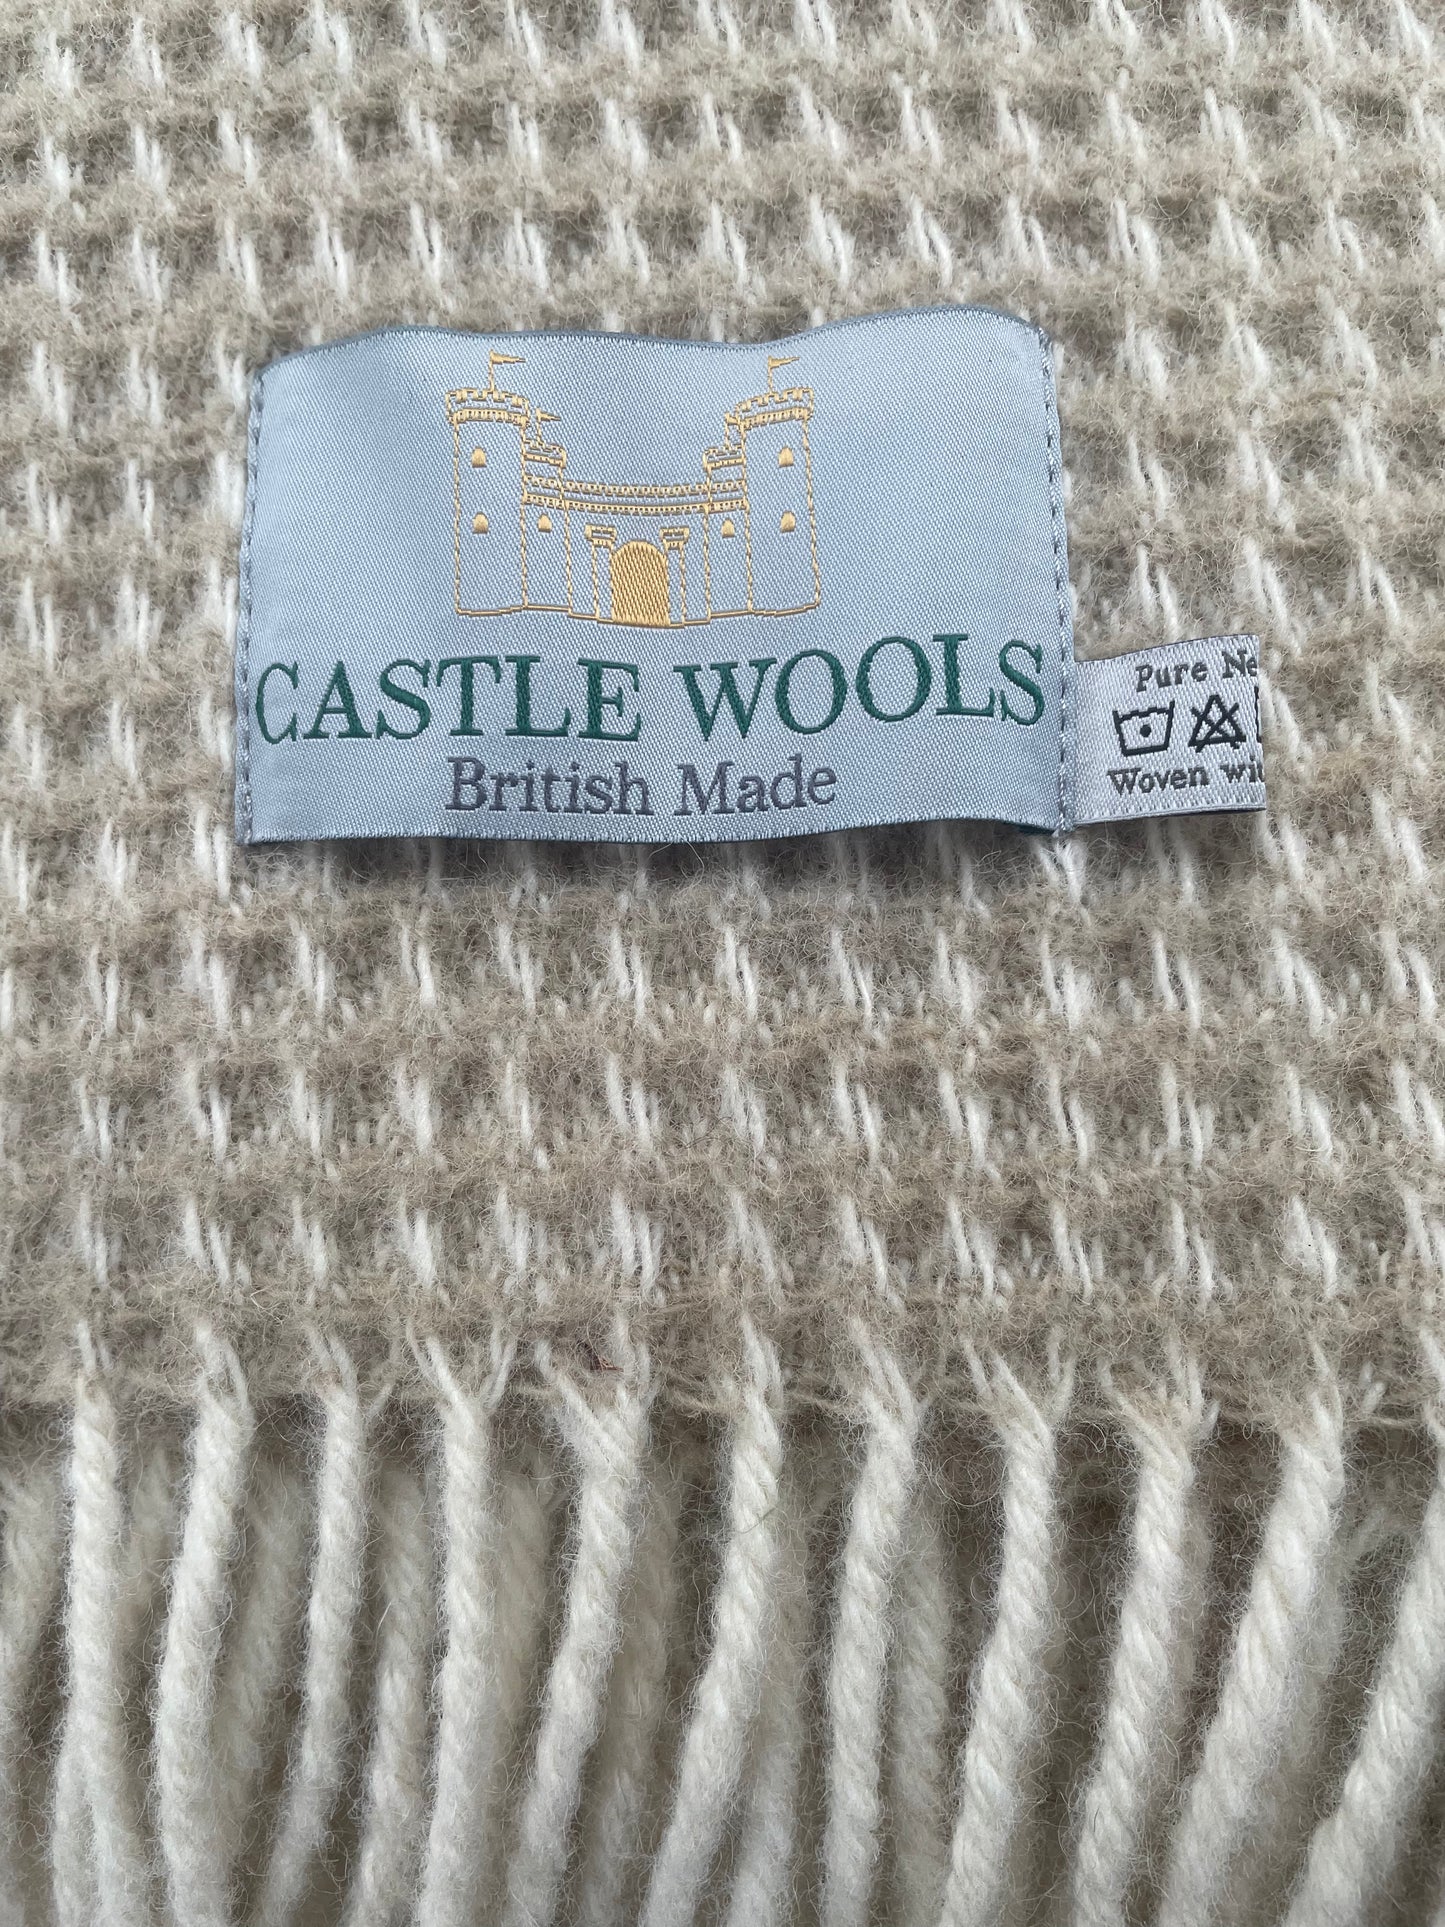 CASTLE WOOLS
British Made
Pure Ne
Woven wi